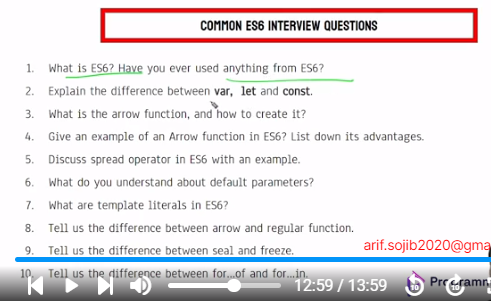 COMMON ES6 INTERVIEW QUESTIONS
1. What is ES6? Have you ever used anything from ES6?
2. Explain the difference between var, let and const.
3. What is the arrow function, and how to create it?
4. Give an example of an Arrow function in ES6? List down its advantages.
5. Discuss spread operator in ES6 with an example.
6. What do you understand about default parameters?
7. What are template literals in ES6?
8. Tell us the difference between arrow and regular function.
9. Tell us the difference between seal and freeze.
arif.sojib2020@gma
10. Tell us the difference between for...of and for...in.
12:59 / 13:59
10
10
Programm